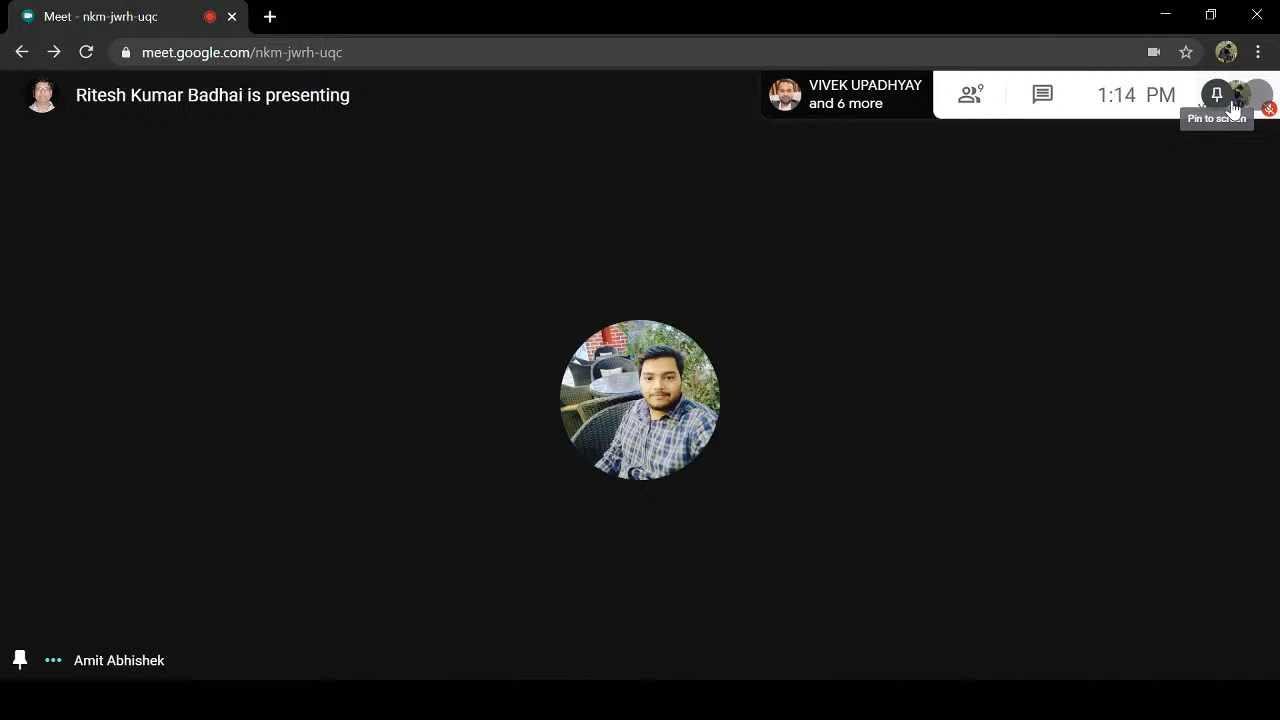 Meet - nkm-jwrh-uqc
meet.google.com/nkm-jwrh-uqc
Ritesh Kumar Badhai is presenting
VIVEK UPADHYAY
and 6 more
9
1:14 PM
Pin to screen
Amit Abhishek